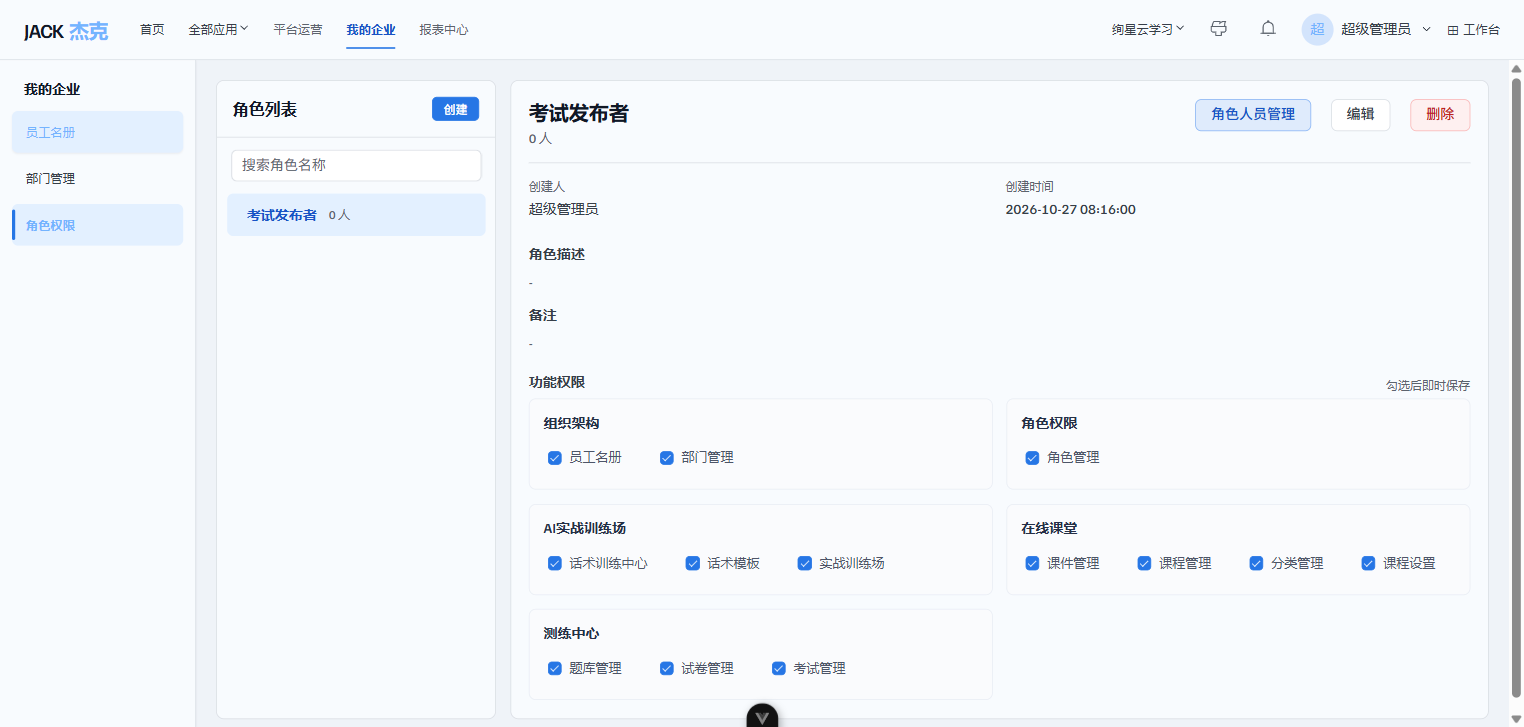 JACK 杰克 首页 全部应用 平台运营 我的企业 报表中心 绚星云学习 超 超级管理员 工作台
我的企业
员工名册
部门管理
角色权限
角色列表 创建
搜索角色名称
考试发布者 0 人
考试发布者
0 人
角色人员管理 编辑 删除
创建人 创建时间
超级管理员 2026-10-27 08:16:00
角色描述
-
备注
-
功能权限 勾选后即时保存
组织架构
员工名册 部门管理
角色权限
角色管理
AI实战训练场
话术训练中心 话术模板 实战训练场
在线课堂
课件管理 课程管理 分类管理 课程设置
测练中心
题库管理 试卷管理 考试管理